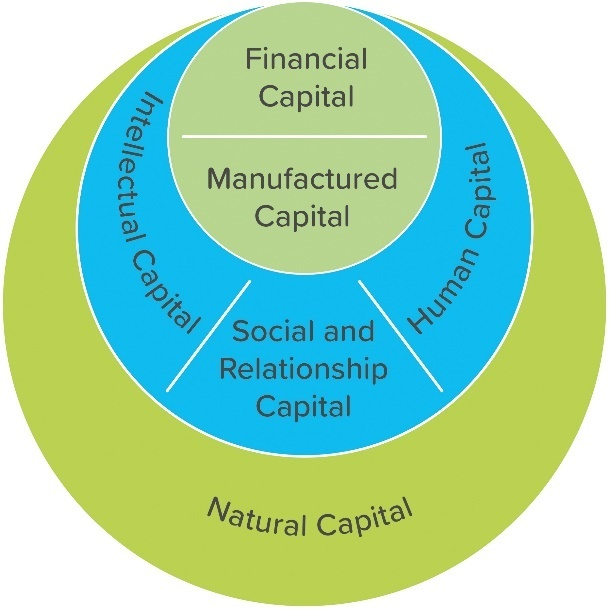 Financial
Capital
Manufactured
Capital
Intellectual Capital
Human Capital
Social and
Relationship
Capital
Natural Capital